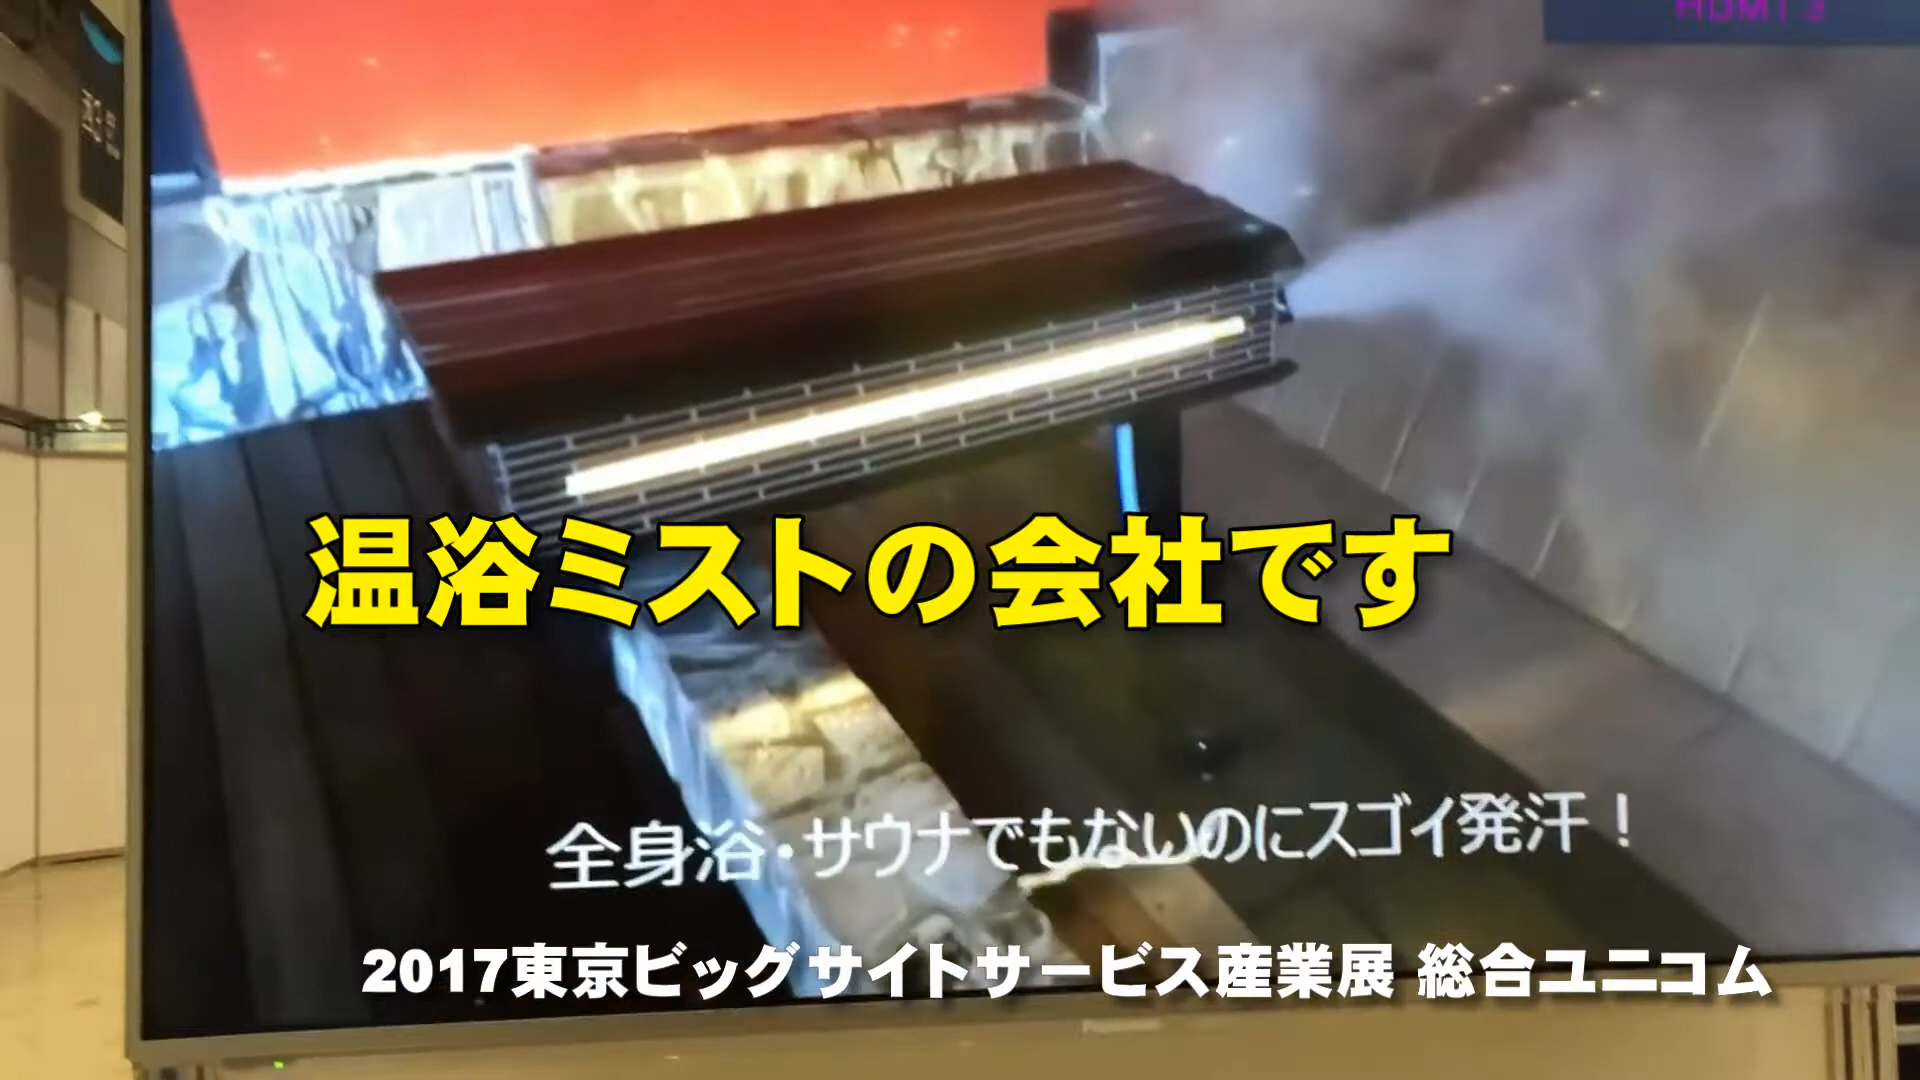 HDMI 3
温浴ミストの会社です
全身浴・サウナでもないのにスゴイ発汗！
2017東京ビッグサイトサービス産業展 総合ユニコム